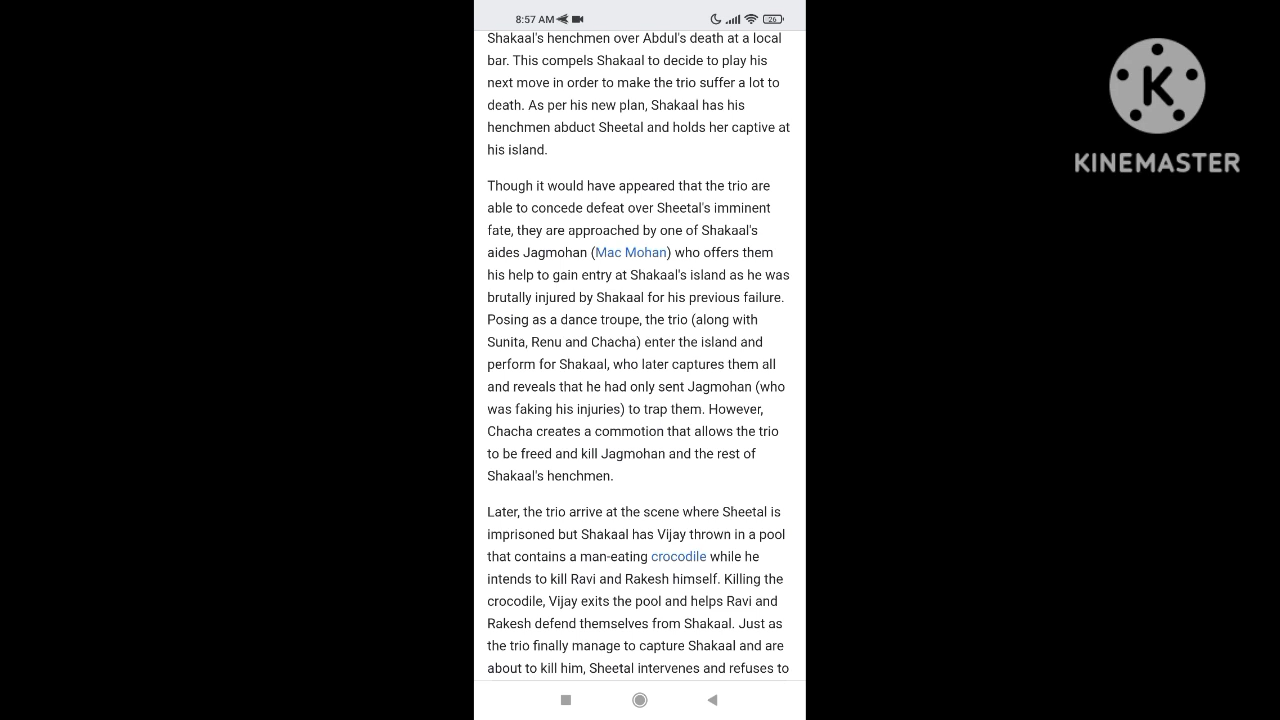 8:57 AM
26
Shakaal's henchmen over Abdul's death at a local
bar. This compels Shakaal to decide to play his
next move in order to make the trio suffer a lot to
death. As per his new plan, Shakaal has his
henchmen abduct Sheetal and holds her captive at
his island.
Though it would have appeared that the trio are
able to concede defeat over Sheetal's imminent
fate, they are approached by one of Shakaal's
aides Jagmohan (Mac Mohan) who offers them
his help to gain entry at Shakaal's island as he was
brutally injured by Shakaal for his previous failure.
Posing as a dance troupe, the trio (along with
Sunita, Renu and Chacha) enter the island and
perform for Shakaal, who later captures them all
and reveals that he had only sent Jagmohan (who
was faking his injuries) to trap them. However,
Chacha creates a commotion that allows the trio
to be freed and kill Jagmohan and the rest of
Shakaal's henchmen.
Later, the trio arrive at the scene where Sheetal is
imprisoned but Shakaal has Vijay thrown in a pool
that contains a man-eating crocodile while he
intends to kill Ravi and Rakesh himself. Killing the
crocodile, Vijay exits the pool and helps Ravi and
Rakesh defend themselves from Shakaal. Just as
the trio finally manage to capture Shakaal and are
about to kill him, Sheetal intervenes and refuses to
K
KINEMASTER